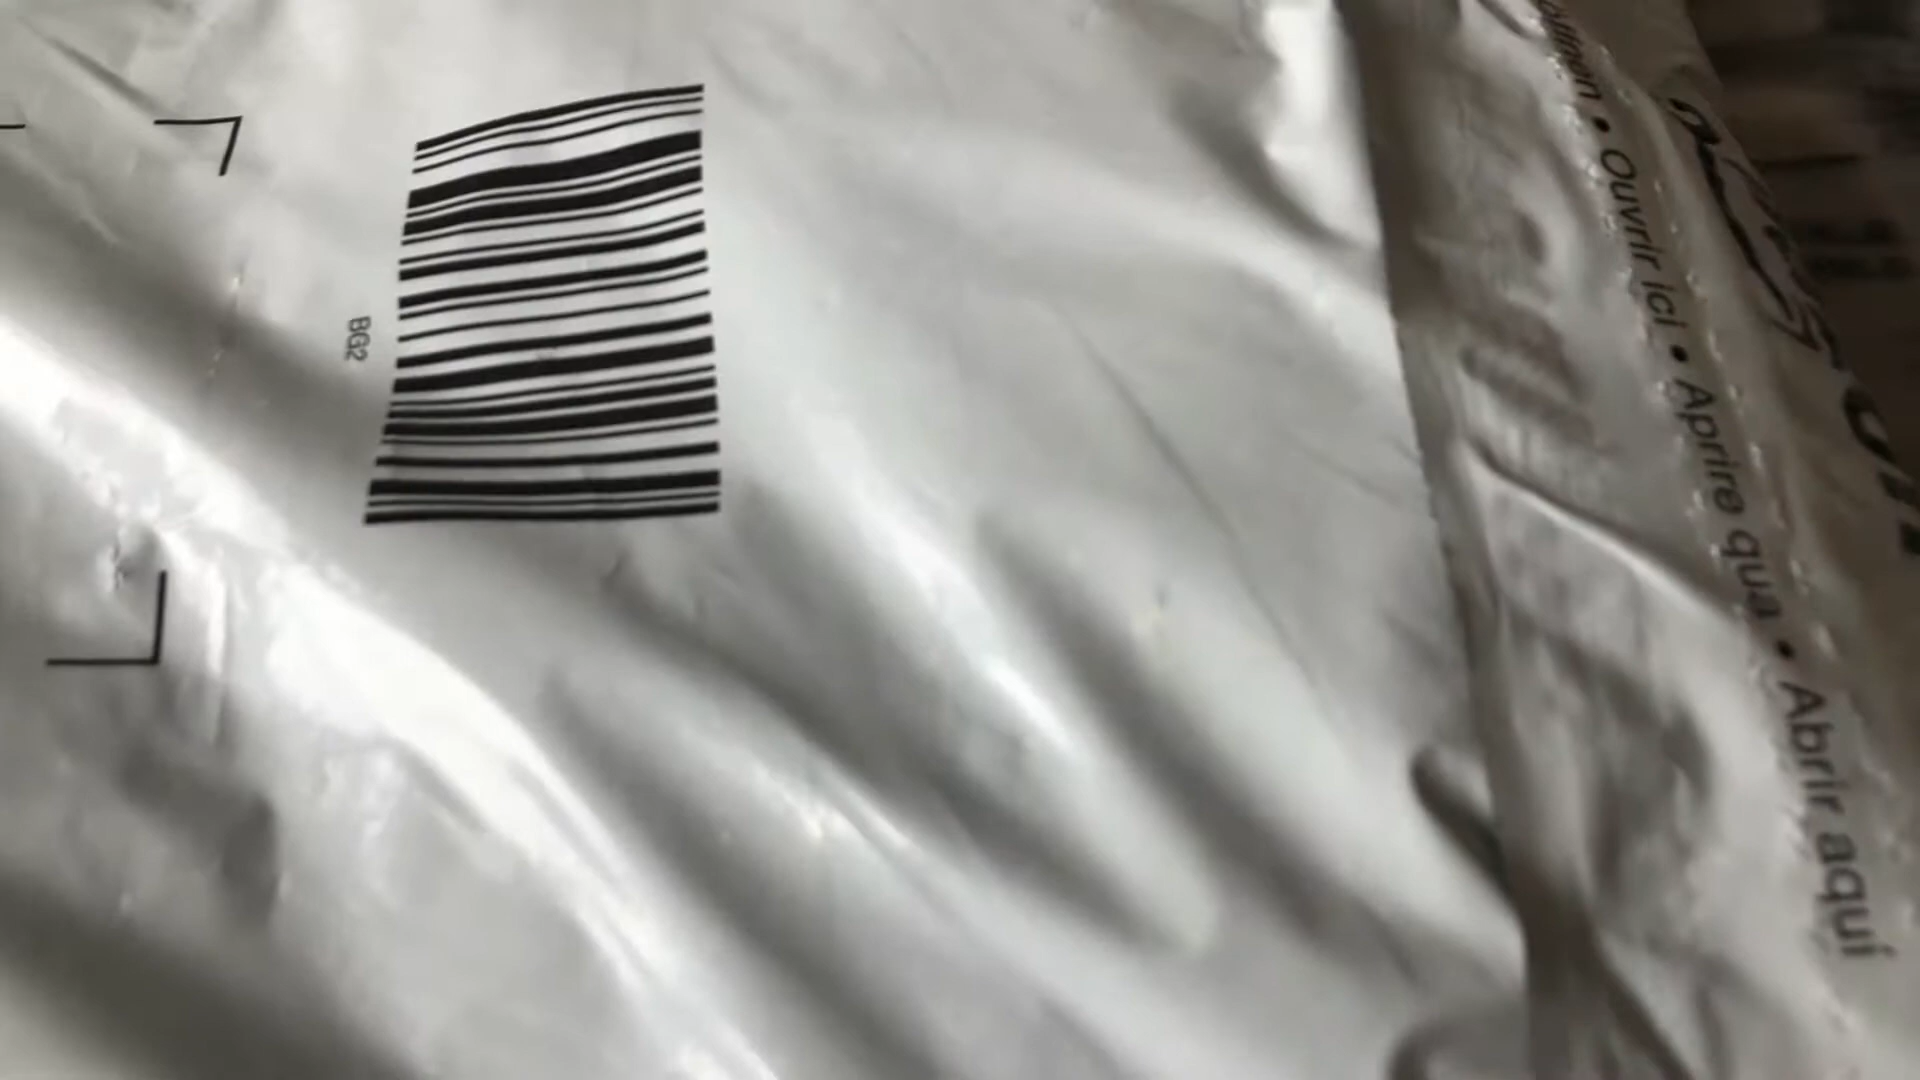 BG2
• Ouvrir ici • Aprire qua • Abrir aquí